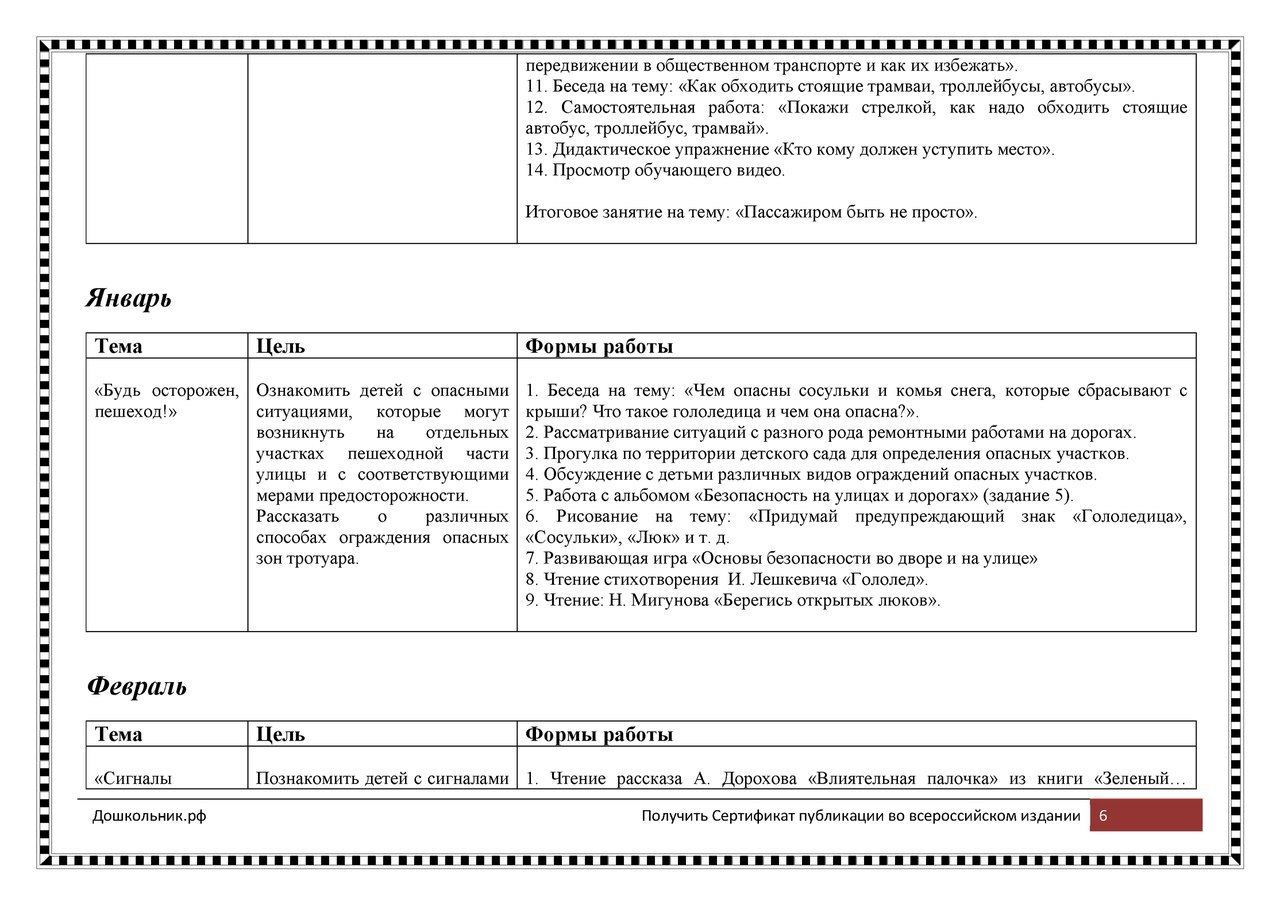 передвижении в общественном транспорте и как их избежать».
11. Беседа на тему: «Как обходить стоящие трамваи, троллейбусы, автобусы».
12. Самостоятельная работа: «Покажи стрелкой, как надо обходить стоящие
автобус, троллейбус, трамвай».
13. Дидактическое упражнение «Кто кому должен уступить место».
14. Просмотр обучающего видео.
Итоговое занятие на тему: «Пассажиром быть не просто».
Январь
Тема
Цель
Формы работы
«Будь осторожен,
пешеход!»
Ознакомить детей с опасными
ситуациями, которые могут
возникнуть на отдельных
участках пешеходной части
улицы и с соответствующими
мерами предосторожности.
Рассказать о различных
способах ограждения опасных
зон тротуара.
1. Беседа на тему: «Чем опасны сосульки и комья снега, которые сбрасывают с
крыши? Что такое гололедица и чем она опасна?».
2. Рассматривание ситуаций с разного рода ремонтными работами на дорогах.
3. Прогулка по территории детского сада для определения опасных участков.
4. Обсуждение с детьми различных видов ограждений опасных участков.
5. Работа с альбомом «Безопасность на улицах и дорогах» (задание 5).
6. Рисование на тему: «Придумай предупреждающий знак «Гололедица»,
«Сосульки», «Люк» и т. д.
7. Развивающая игра «Основы безопасности во дворе и на улице»
8. Чтение стихотворения И. Лешкевича «Гололед».
9. Чтение: Н. Мигунова «Берегись открытых люков».
Февраль
Тема
Цель
Формы работы
«Сигналы
Познакомить детей с сигналами
1. Чтение рассказа А. Дорохова «Влиятельная палочка» из книги «Зеленый…
Дошкольник.рф
Получить Сертификат публикации во всероссийском издании
6